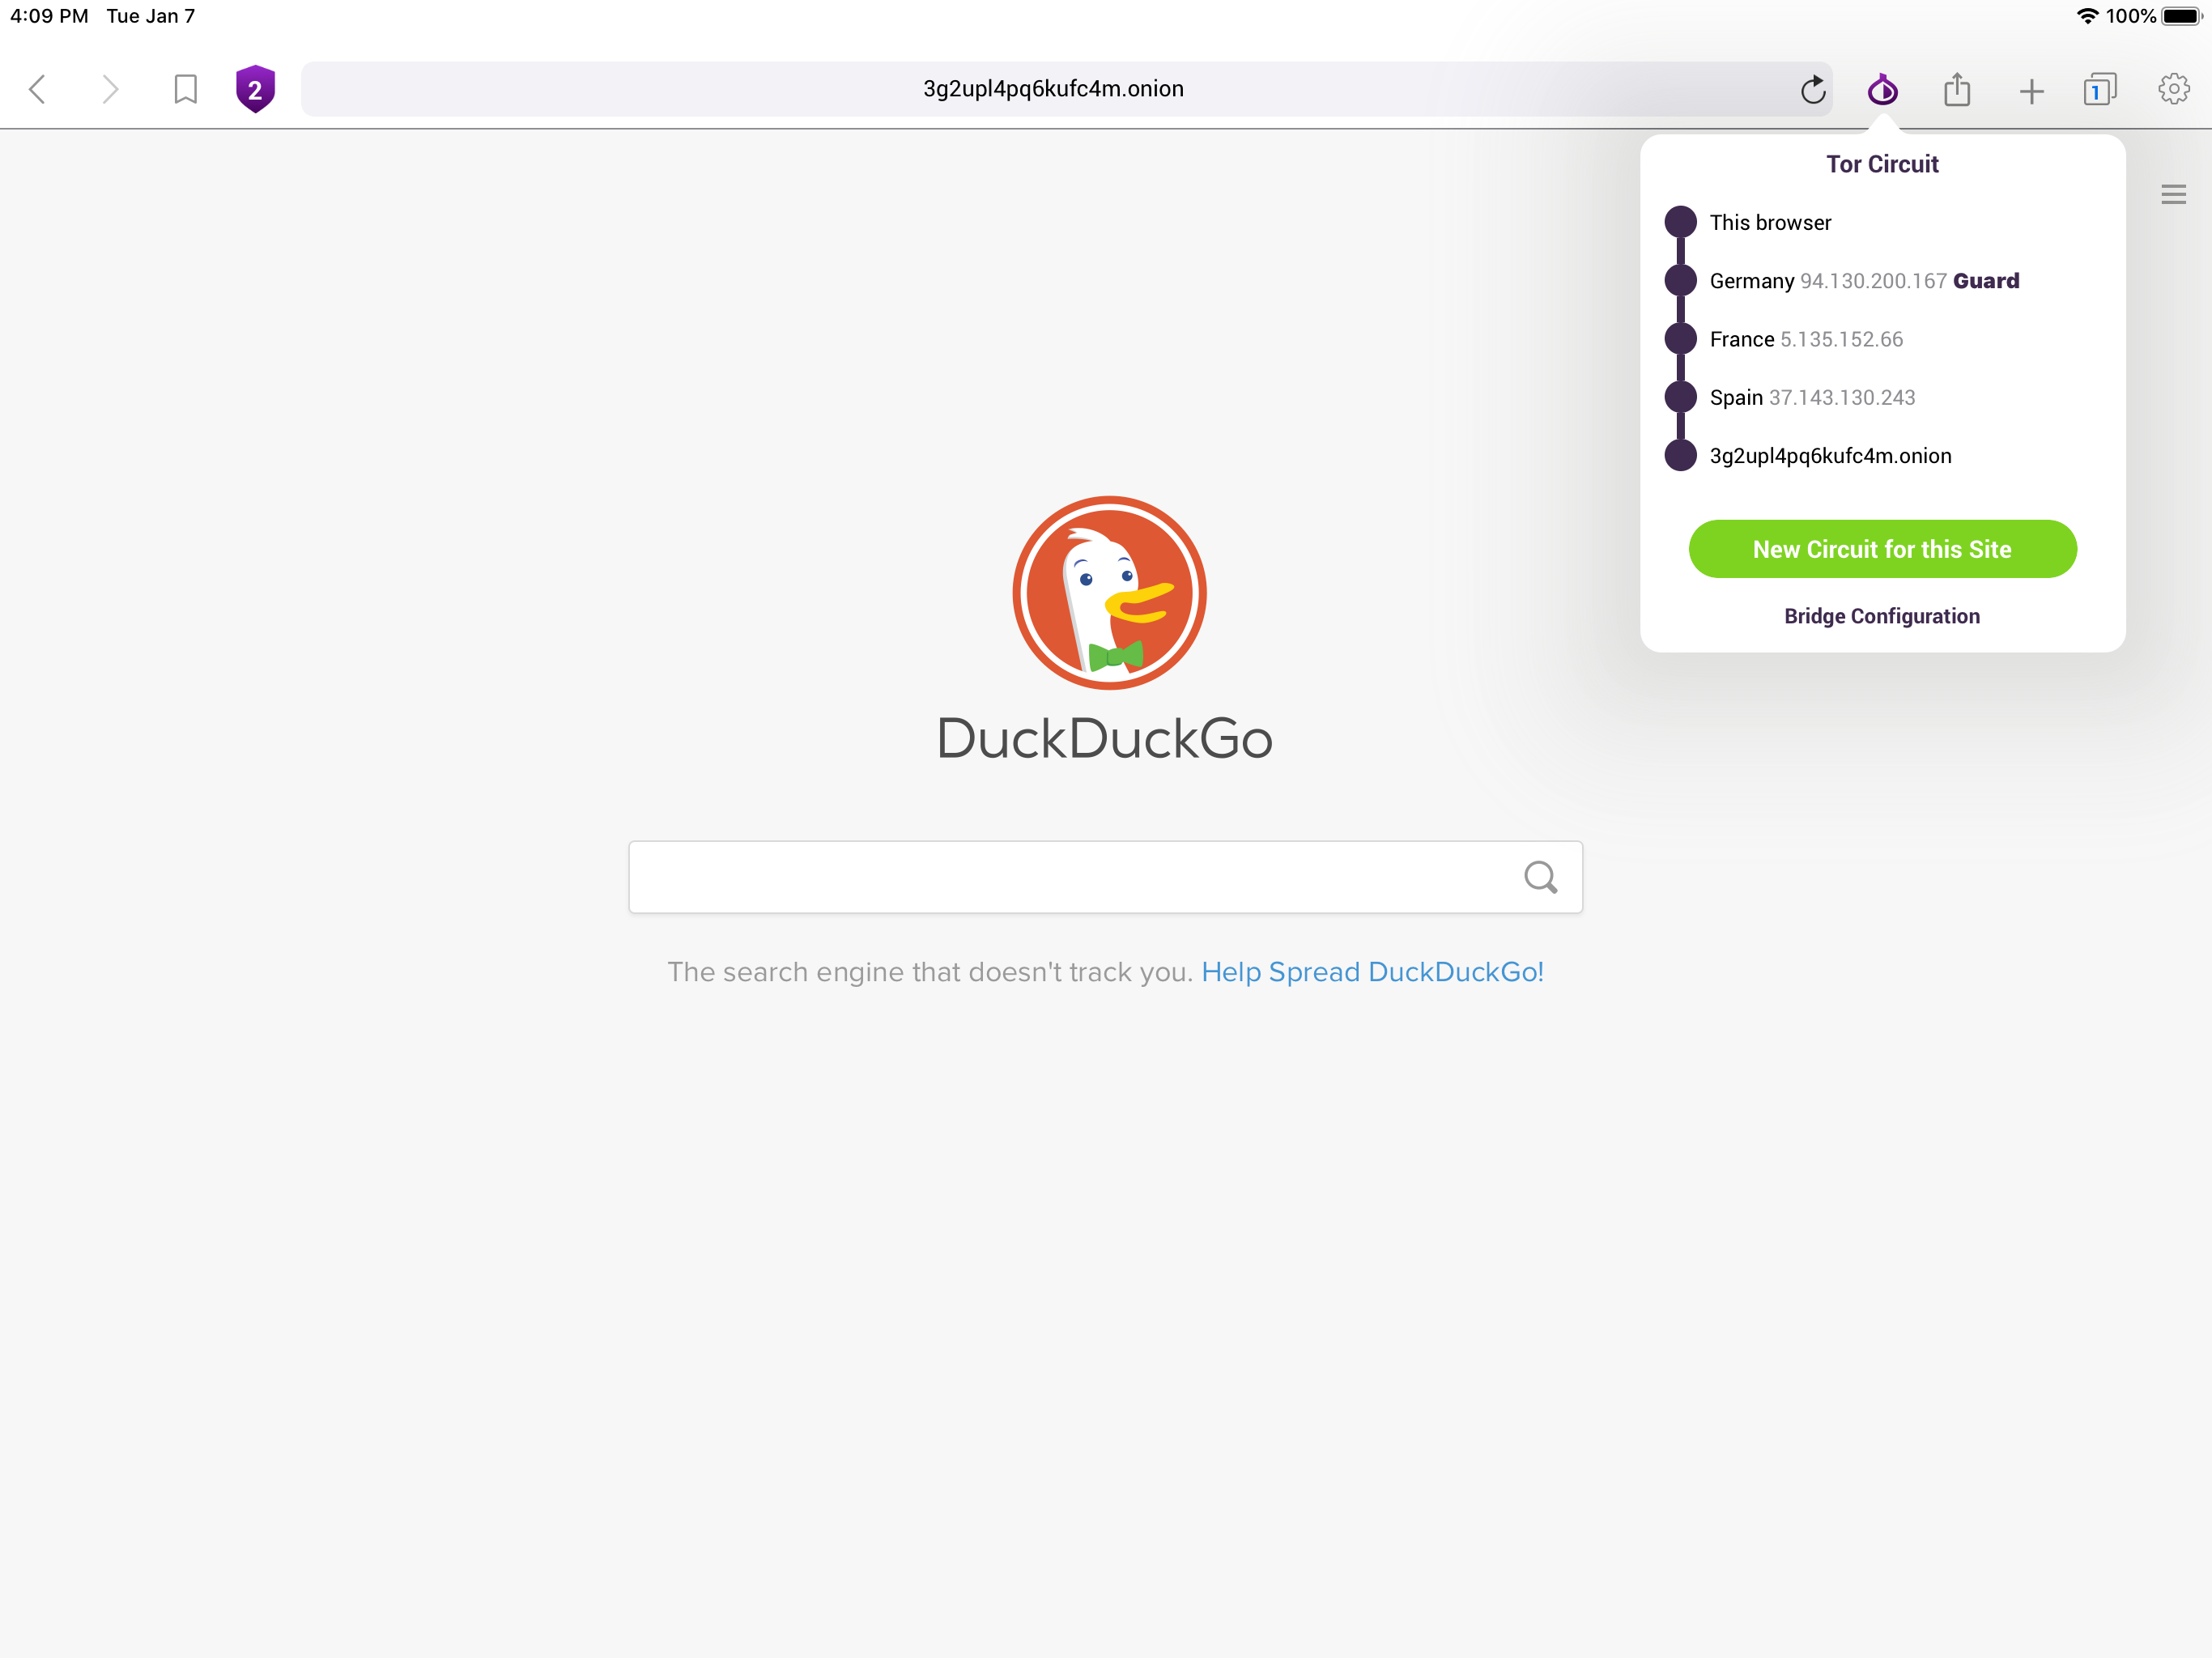 4:09 PM Tue Jan 7
100%
2
3g2upl4pq6kufc4m.onion
1
Tor Circuit
This browser
Germany 94.130.200.167 Guard
France 5.135.152.66
Spain 37.143.130.243
3g2upl4pq6kufc4m.onion
New Circuit for this Site
Bridge Configuration
DuckDuckGo
The search engine that doesn't track you. Help Spread DuckDuckGo!